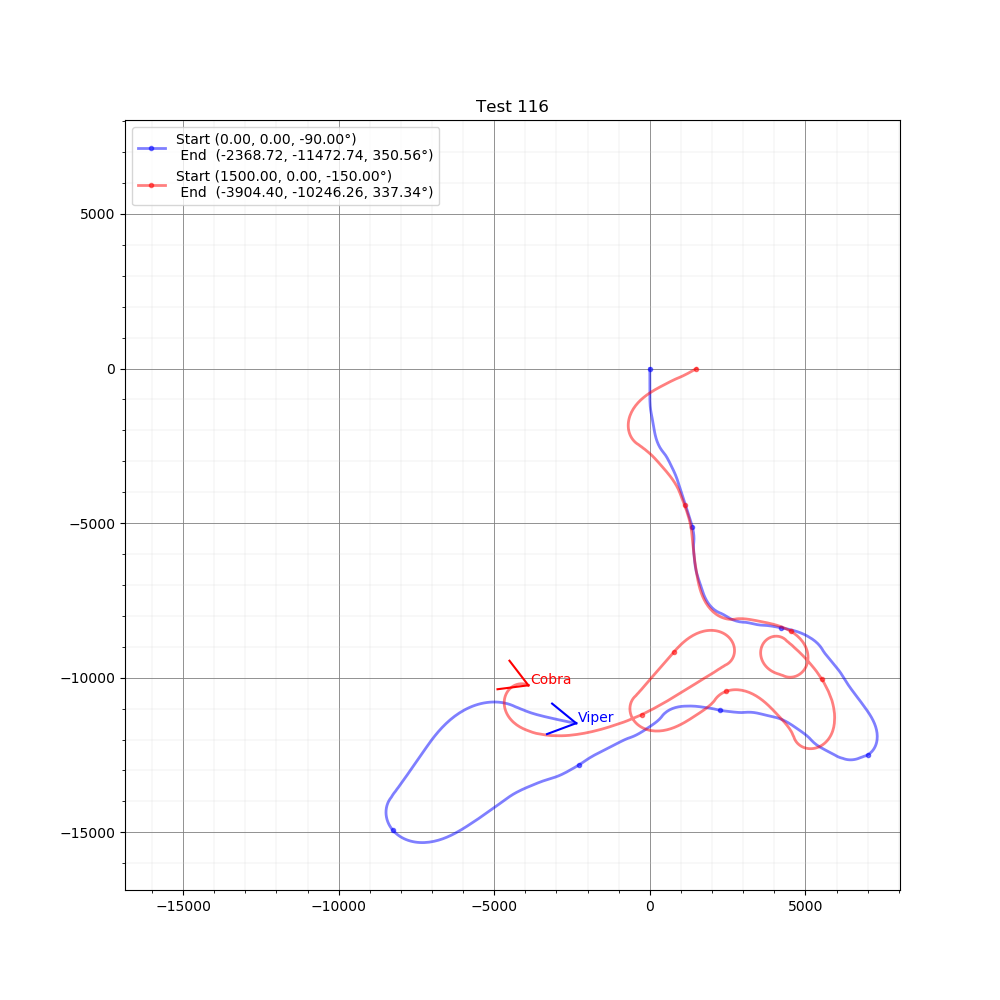 Test 116
Start (0.00, 0.00, -90.00°)
End (-2368.72, -11472.74, 350.56°)
Start (1500.00, 0.00, -150.00°)
End (-3904.40, -10246.26, 337.34°)
5000
0
−5000
−10000
−15000
Cobra
Viper
−15000
−10000
−5000
0
5000